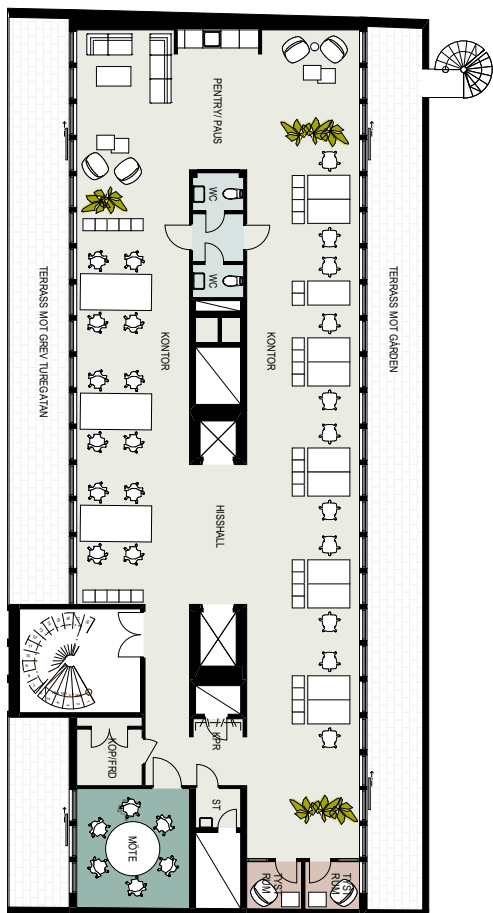 PENTRY/ PAUS
WC
WC
TERRASS MOT GREV TUREGATAN
KONTOR
KONTOR
TERRASS MOT GÅRDEN
HISSHALL
KOP/FRD
KPR
ST
MÖTE
TYST
RUM
TYST
RUM